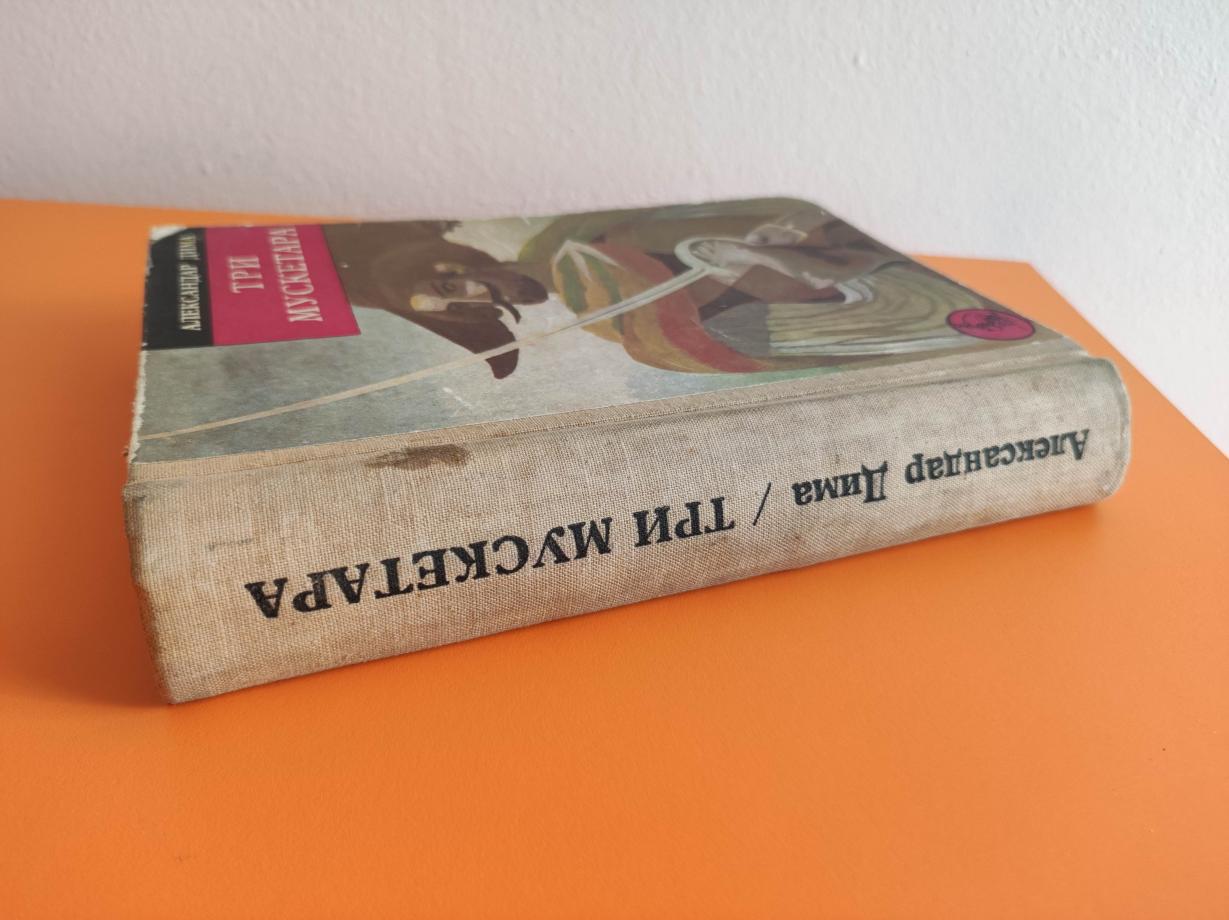 АЛЕКСАНДАР ДИМА
ТРИ
МУСКЕТАРА
Александар Дима / ТРИ МУСКЕТАРА